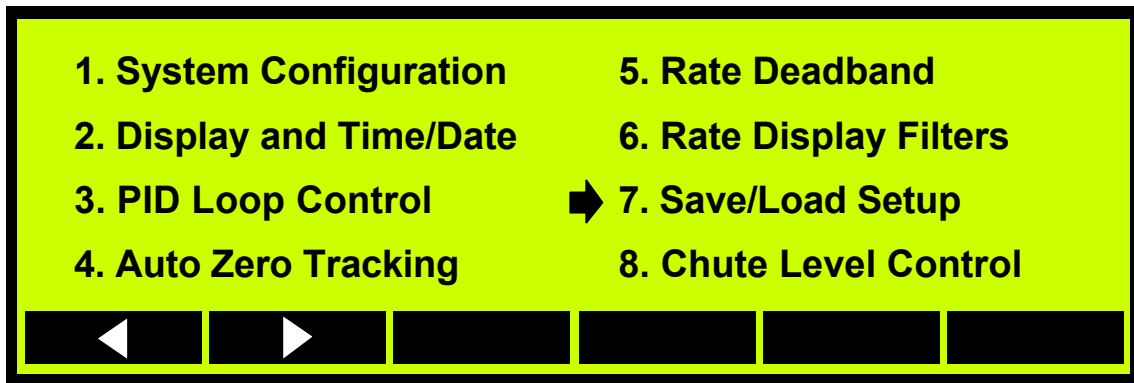 1. System Configuration
2. Display and Time/Date
3. PID Loop Control
4. Auto Zero Tracking
5. Rate Deadband
6. Rate Display Filters
7. Save/Load Setup
8. Chute Level Control